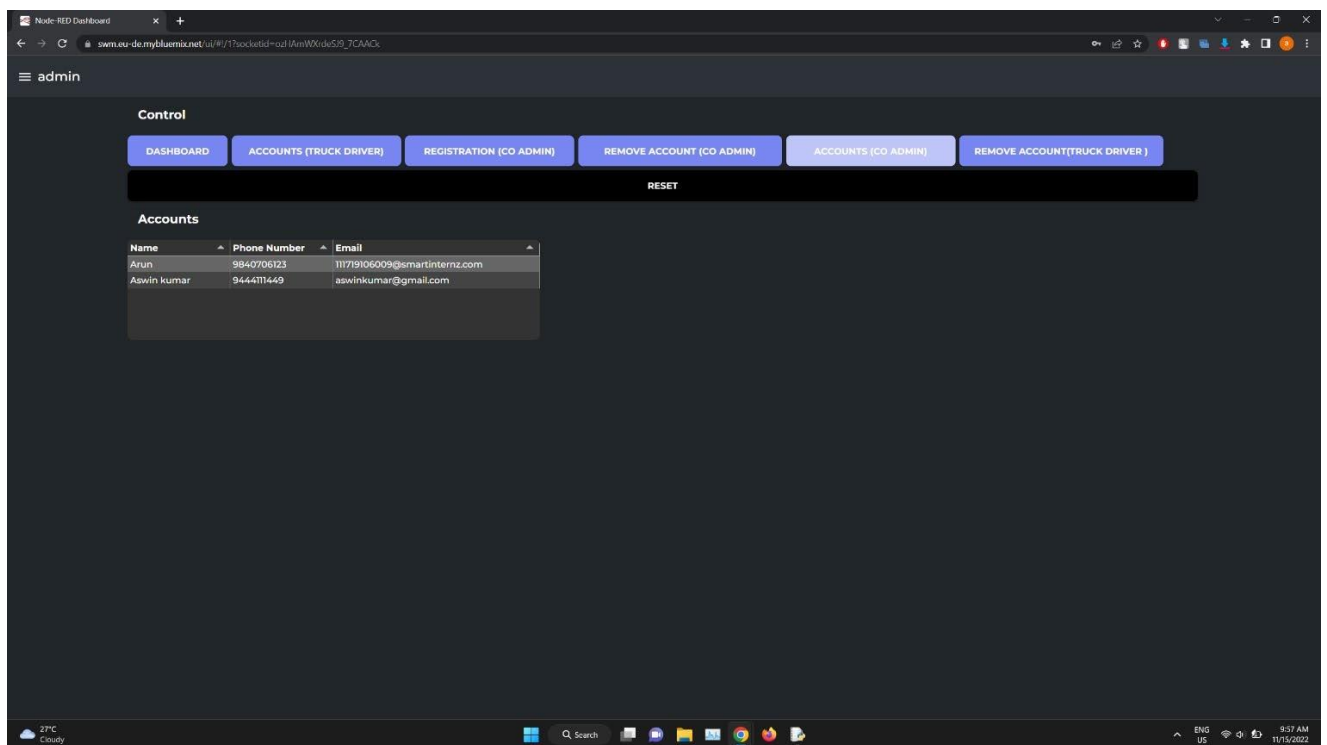 Node-RED Dashboard
swm.eu-de.mybluemix.net/ui/#!/1?socketid=
admin
Control
DASHBOARD ACCOUNTS (TRUCK DRIVER) REGISTRATION (CO ADMIN) REMOVE ACCOUNT (CO ADMIN) ACCOUNTS (CO ADMIN) REMOVE ACCOUNT(TRUCK DRIVER )
RESET
Accounts
Name Phone Number Email
Arun 9840706123 111719106009@smartinternz.com
Aswin kumar 9444111449 aswinkumar@gmail.com
27°C
Cloudy
Search
ENG
US
9:57 AM
11/15/2022